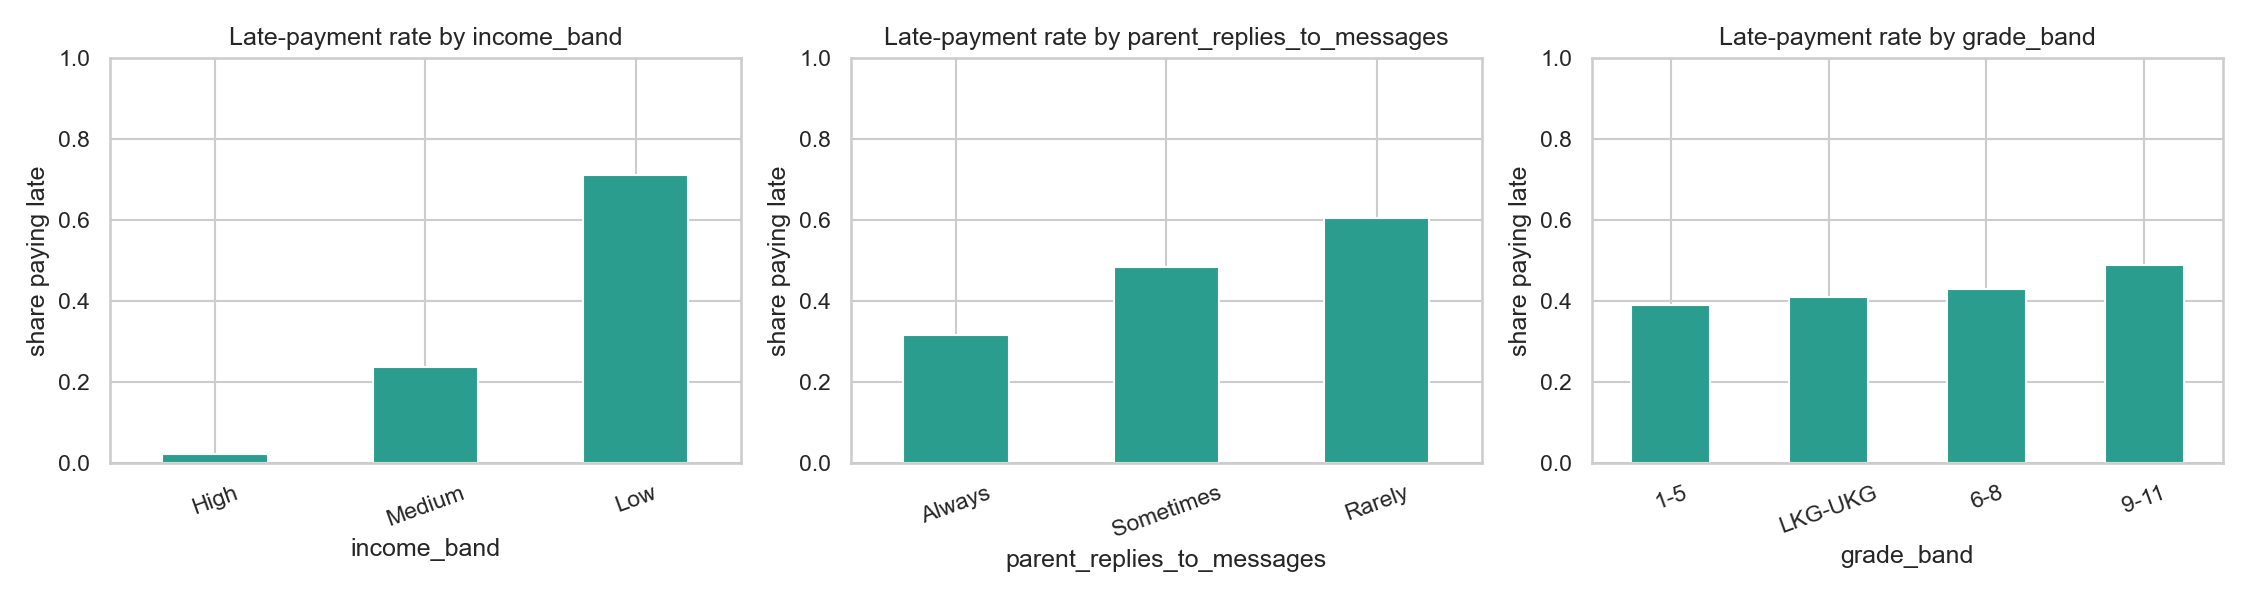 Late-payment rate by income_band
share paying late
1.0
0.8
0.6
0.4
0.2
0.0
High
Medium
Low
income_band
Late-payment rate by parent_replies_to_messages
share paying late
1.0
0.8
0.6
0.4
0.2
0.0
Always
Sometimes
Rarely
parent_replies_to_messages
Late-payment rate by grade_band
share paying late
1.0
0.8
0.6
0.4
0.2
0.0
1-5
LKG-UKG
6-8
9-11
grade_band